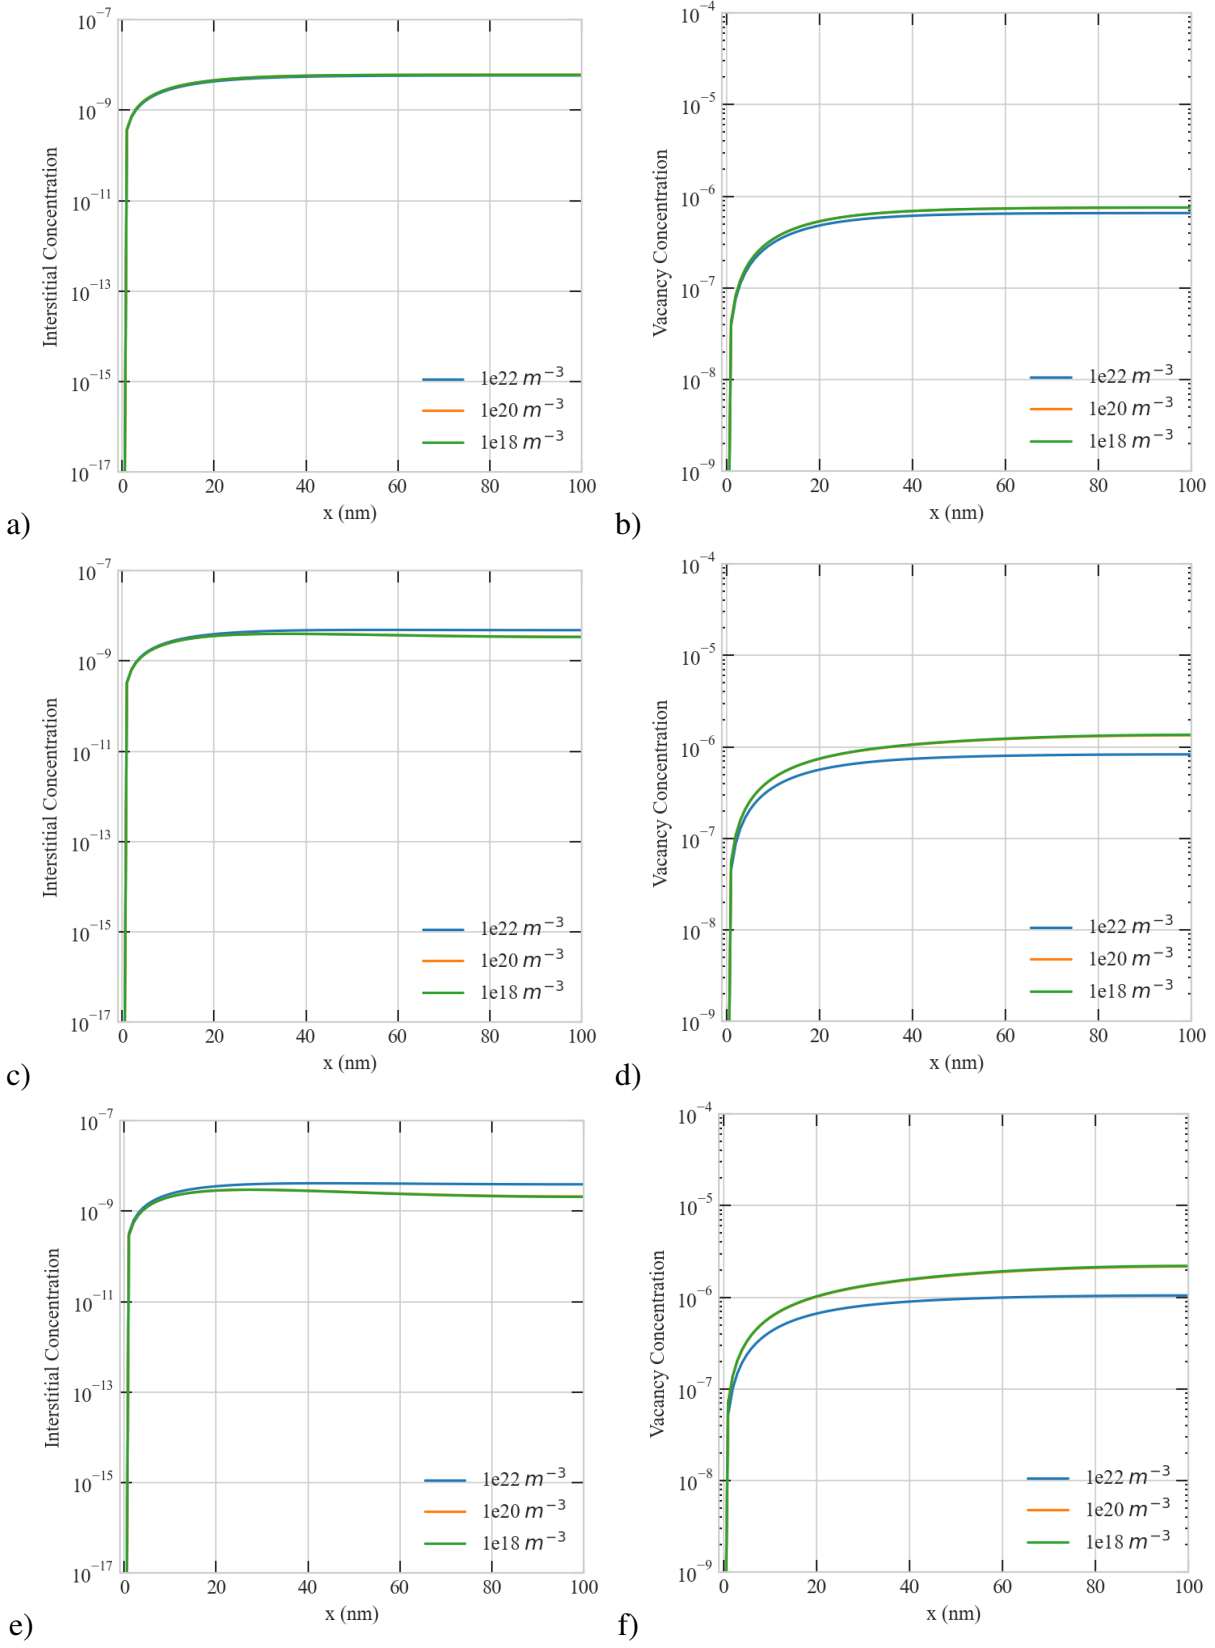 10⁻⁷
10⁻⁹
10⁻¹¹
10⁻¹³
10⁻¹⁵
10⁻¹⁷
Interstitial Concentration
1e22 m⁻³
1e20 m⁻³
1e18 m⁻³
0 20 40 60 80 100
x (nm)
a)
10⁻⁴
10⁻⁵
10⁻⁶
10⁻⁷
10⁻⁸
10⁻⁹
Vacancy Concentration
1e22 m⁻³
1e20 m⁻³
1e18 m⁻³
0 20 40 60 80 100
x (nm)
b)
10⁻⁷
10⁻⁹
10⁻¹¹
10⁻¹³
10⁻¹⁵
10⁻¹⁷
Interstitial Concentration
1e22 m⁻³
1e20 m⁻³
1e18 m⁻³
0 20 40 60 80 100
x (nm)
c)
10⁻⁴
10⁻⁵
10⁻⁶
10⁻⁷
10⁻⁸
10⁻⁹
Vacancy Concentration
1e22 m⁻³
1e20 m⁻³
1e18 m⁻³
0 20 40 60 80 100
x (nm)
d)
10⁻⁷
10⁻⁹
10⁻¹¹
10⁻¹³
10⁻¹⁵
10⁻¹⁷
Interstitial Concentration
1e22 m⁻³
1e20 m⁻³
1e18 m⁻³
0 20 40 60 80 100
x (nm)
e)
10⁻⁴
10⁻⁵
10⁻⁶
10⁻⁷
10⁻⁸
10⁻⁹
Vacancy Concentration
1e22 m⁻³
1e20 m⁻³
1e18 m⁻³
0 20 40 60 80 100
x (nm)
f)